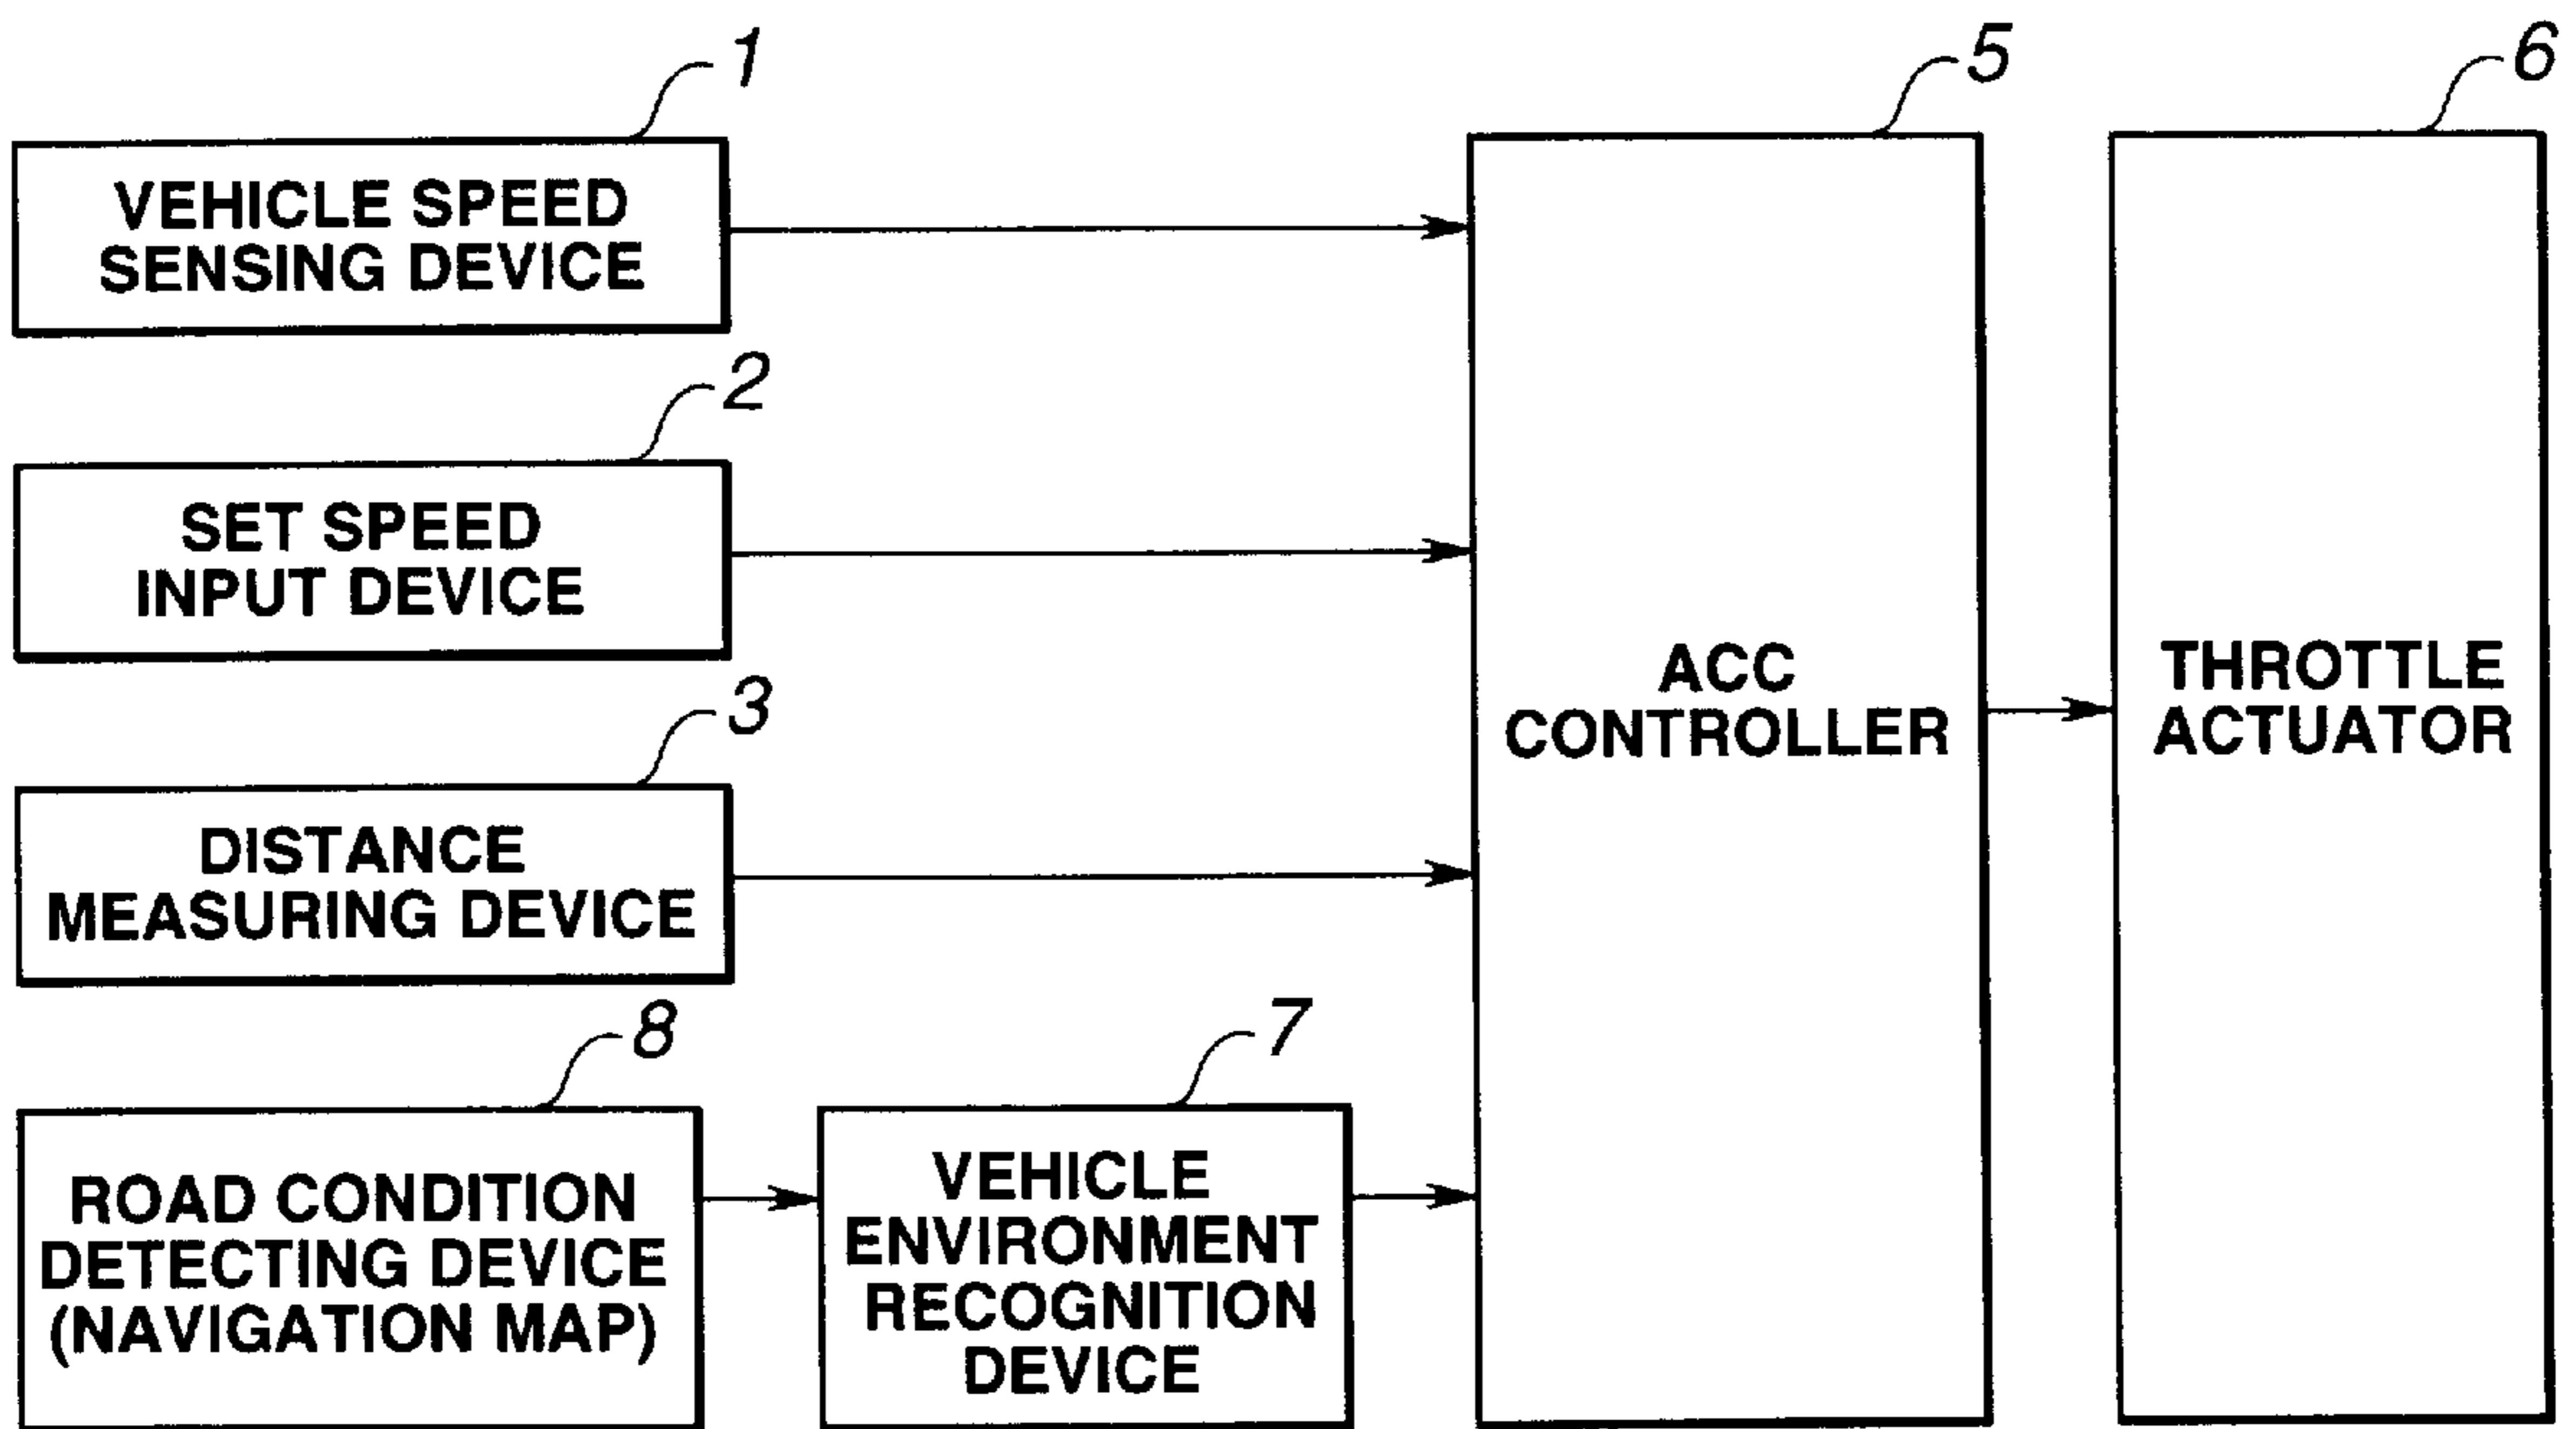 1
VEHICLE SPEED
SENSING DEVICE
2
SET SPEED
INPUT DEVICE
3
DISTANCE
MEASURING DEVICE
8
ROAD CONDITION
DETECTING DEVICE
(NAVIGATION MAP)
7
VEHICLE
ENVIRONMENT
RECOGNITION
DEVICE
5
ACC
CONTROLLER
6
THROTTLE
ACTUATOR